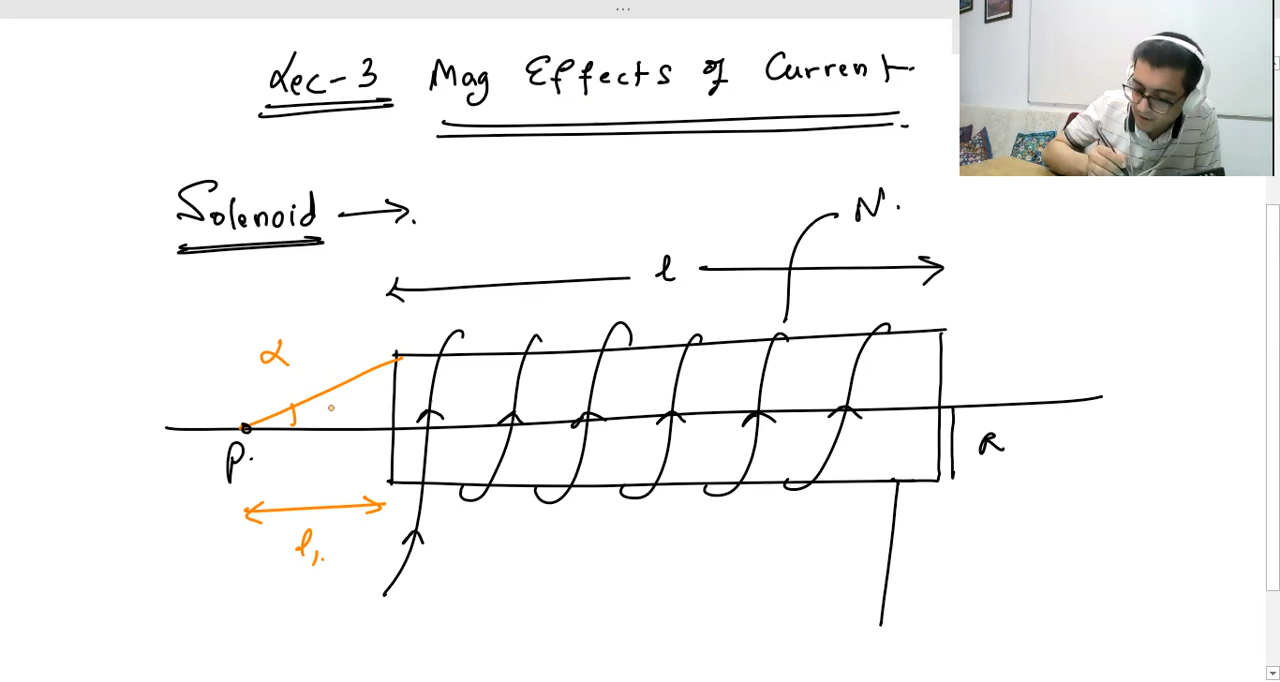 Lec-3 Mag Effects of Current.
Solenoid →.
N.
l
α
P.
R
l₁.